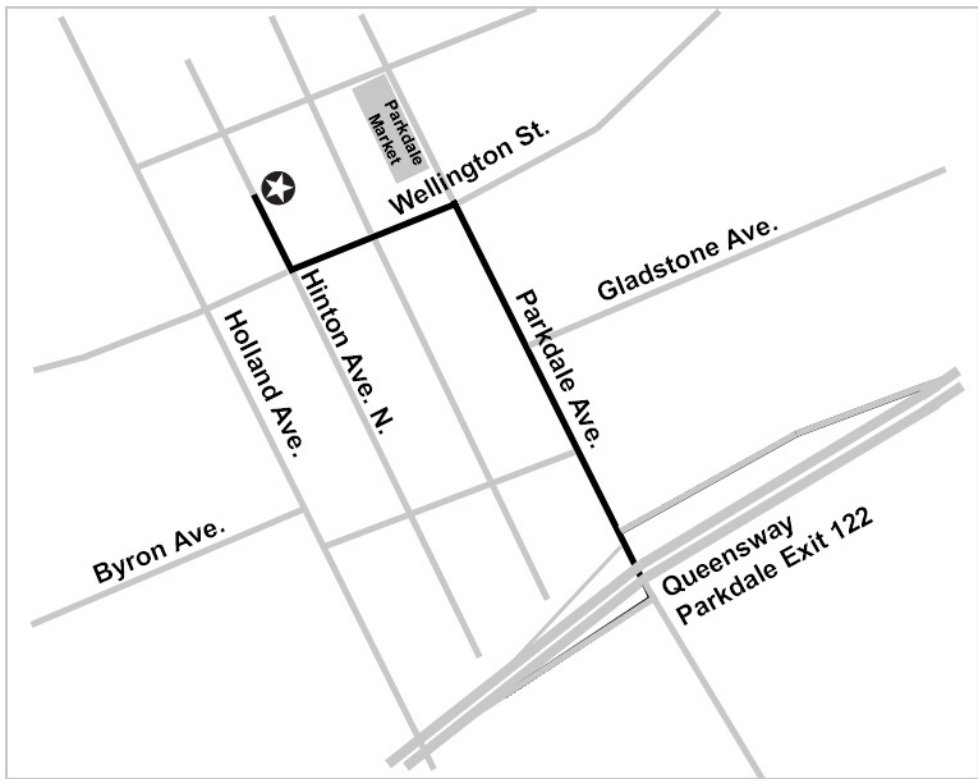 Parkdale
Market
Wellington St.
Gladstone Ave.
Hinton Ave. N.
Parkdale Ave.
Holland Ave.
Byron Ave.
Queensway
Parkdale Exit 122